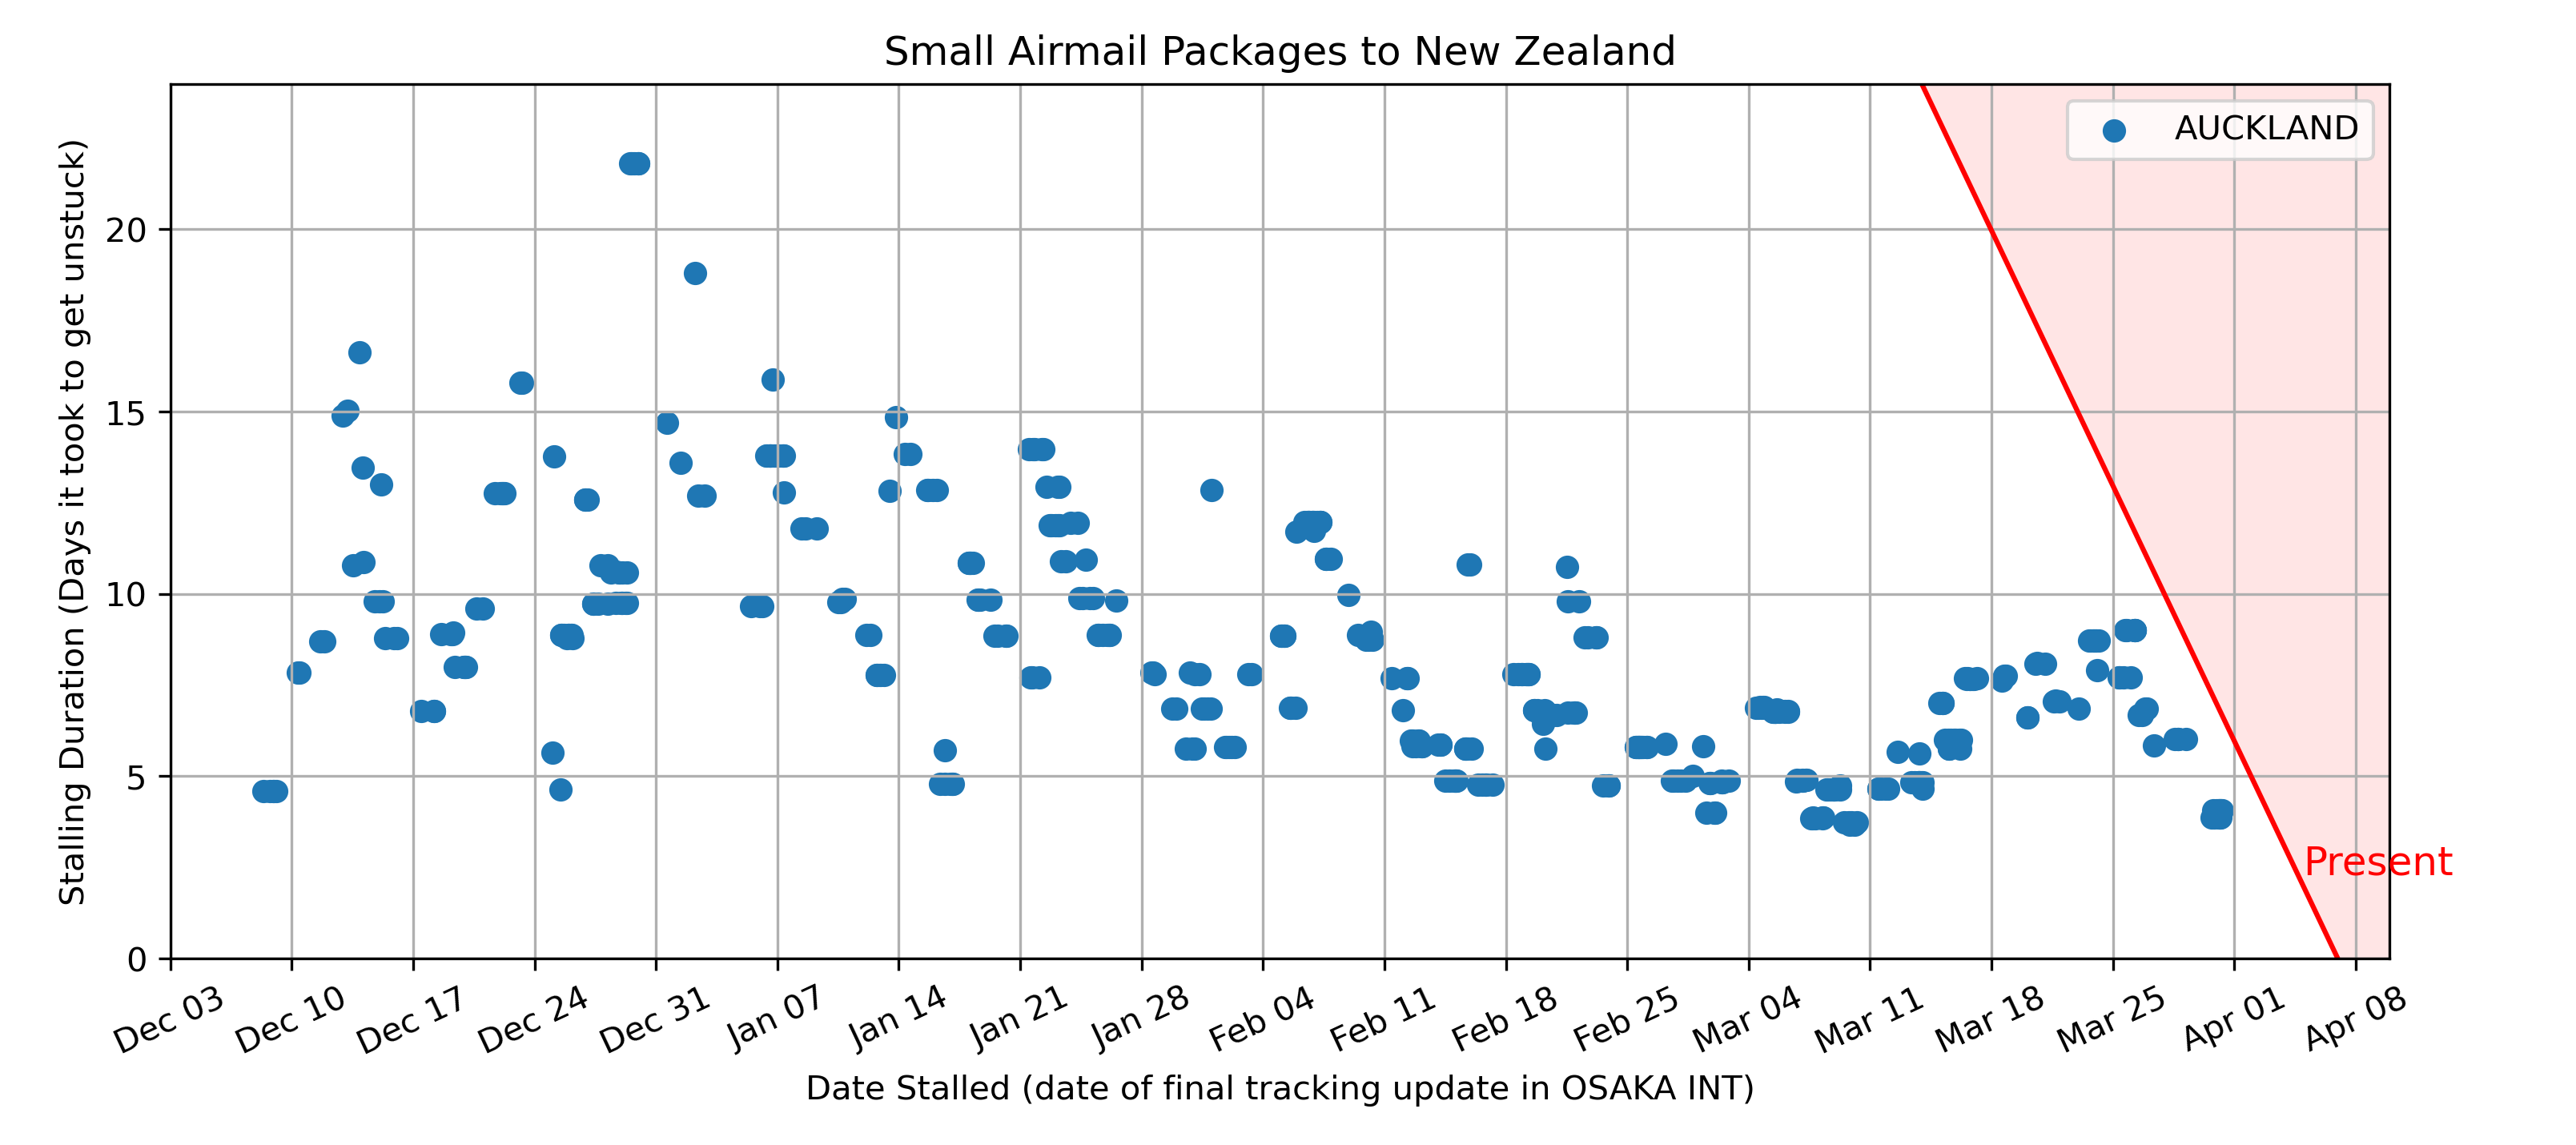 Small Airmail Packages to New Zealand
AUCKLAND
Stalling Duration (Days it took to get unstuck)
20
15
10
5
0
Present
Dec 03
Dec 10
Dec 17
Dec 24
Dec 31
Jan 07
Jan 14
Jan 21
Jan 28
Feb 04
Feb 11
Feb 18
Feb 25
Mar 04
Mar 11
Mar 18
Mar 25
Apr 01
Apr 08
Date Stalled (date of final tracking update in OSAKA INT)